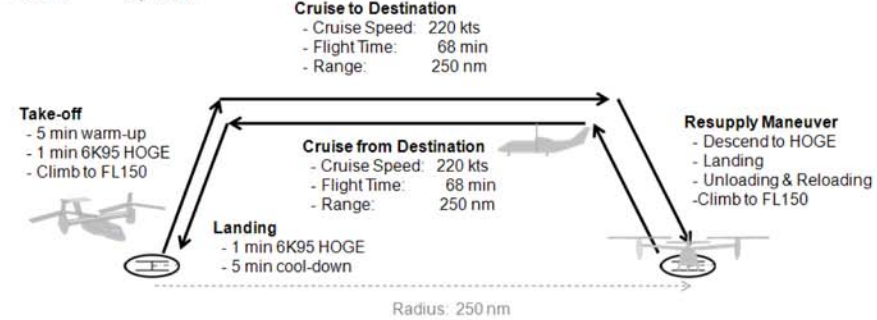 Cruise to Destination
- Cruise Speed: 220 kts
- Flight Time: 68 min
- Range: 250 nm
Take-off
- 5 min warm-up
- 1 min 6K95 HOGE
- Climb to FL150
Cruise from Destination
- Cruise Speed: 220 kts
- Flight Time: 68 min
- Range: 250 nm
Resupply Maneuver
- Descend to HOGE
- Landing
- Unloading & Reloading
-Climb to FL150
Landing
- 1 min 6K95 HOGE
- 5 min cool-down
Radius: 250 nm